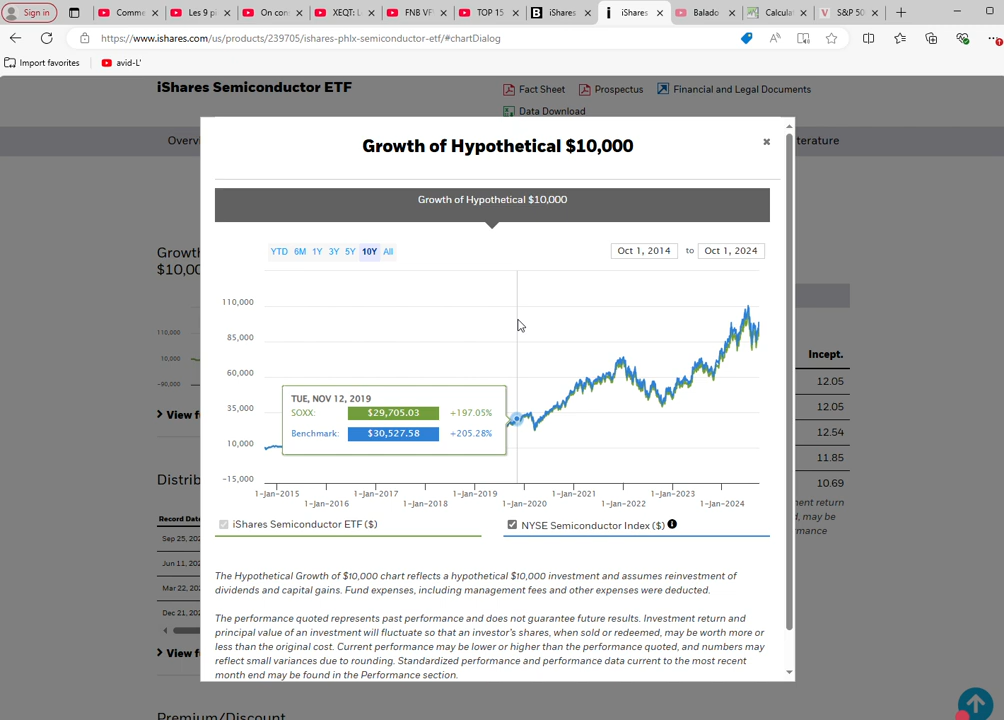 Sign in
Comme
Les 9 pi
On con
XEQT: L
FNB VF
TOP 15
iShares
iShares
Balado
Calcula
S&P 50
https://www.ishares.com/us/products/239705/ishares-phlx-semiconductor-etf/#chartDialog
Import favorites
avid-L'
iShares Semiconductor ETF
Fact Sheet
Prospectus
Financial and Legal Documents
Data Download
Overv
terature
Growth of Hypothetical $10,000
Growth of Hypothetical $10,000
Growth
$10,00
YTD 6M 1Y 3Y 5Y 10Y All
Oct 1, 2014 to Oct 1, 2024
110,000
85,000
60,000
35,000
10,000
-15,000
110,000
10,000
-90,000
TUE, NOV 12, 2019
SOXX: $29,705.03 +197.05%
Benchmark: $30,527.58 +205.28%
1-Jan-2015
1-Jan-2016
1-Jan-2017
1-Jan-2018
1-Jan-2019
1-Jan-2020
1-Jan-2021
1-Jan-2022
1-Jan-2023
1-Jan-2024
iShares Semiconductor ETF ($)
NYSE Semiconductor Index ($)
The Hypothetical Growth of $10,000 chart reflects a hypothetical $10,000 investment and assumes reinvestment of
dividends and capital gains. Fund expenses, including management fees and other expenses were deducted.
The performance quoted represents past performance and does not guarantee future results. Investment return and
principal value of an investment will fluctuate so that an investor's shares, when sold or redeemed, may be worth more or
less than the original cost. Current performance may be lower or higher than the performance quoted, and numbers may
reflect small variances due to rounding. Standardized performance and performance data current to the most recent
month end may be found in the Performance section.
View f
Distrib
Record Dat
Sep 25, 202
Jun 11, 202
Mar 22, 202
Dec 21, 202
View f
Premium/Discount
Incept.
12.05
12.05
12.54
11.85
10.69
nent return
l, may be
mance